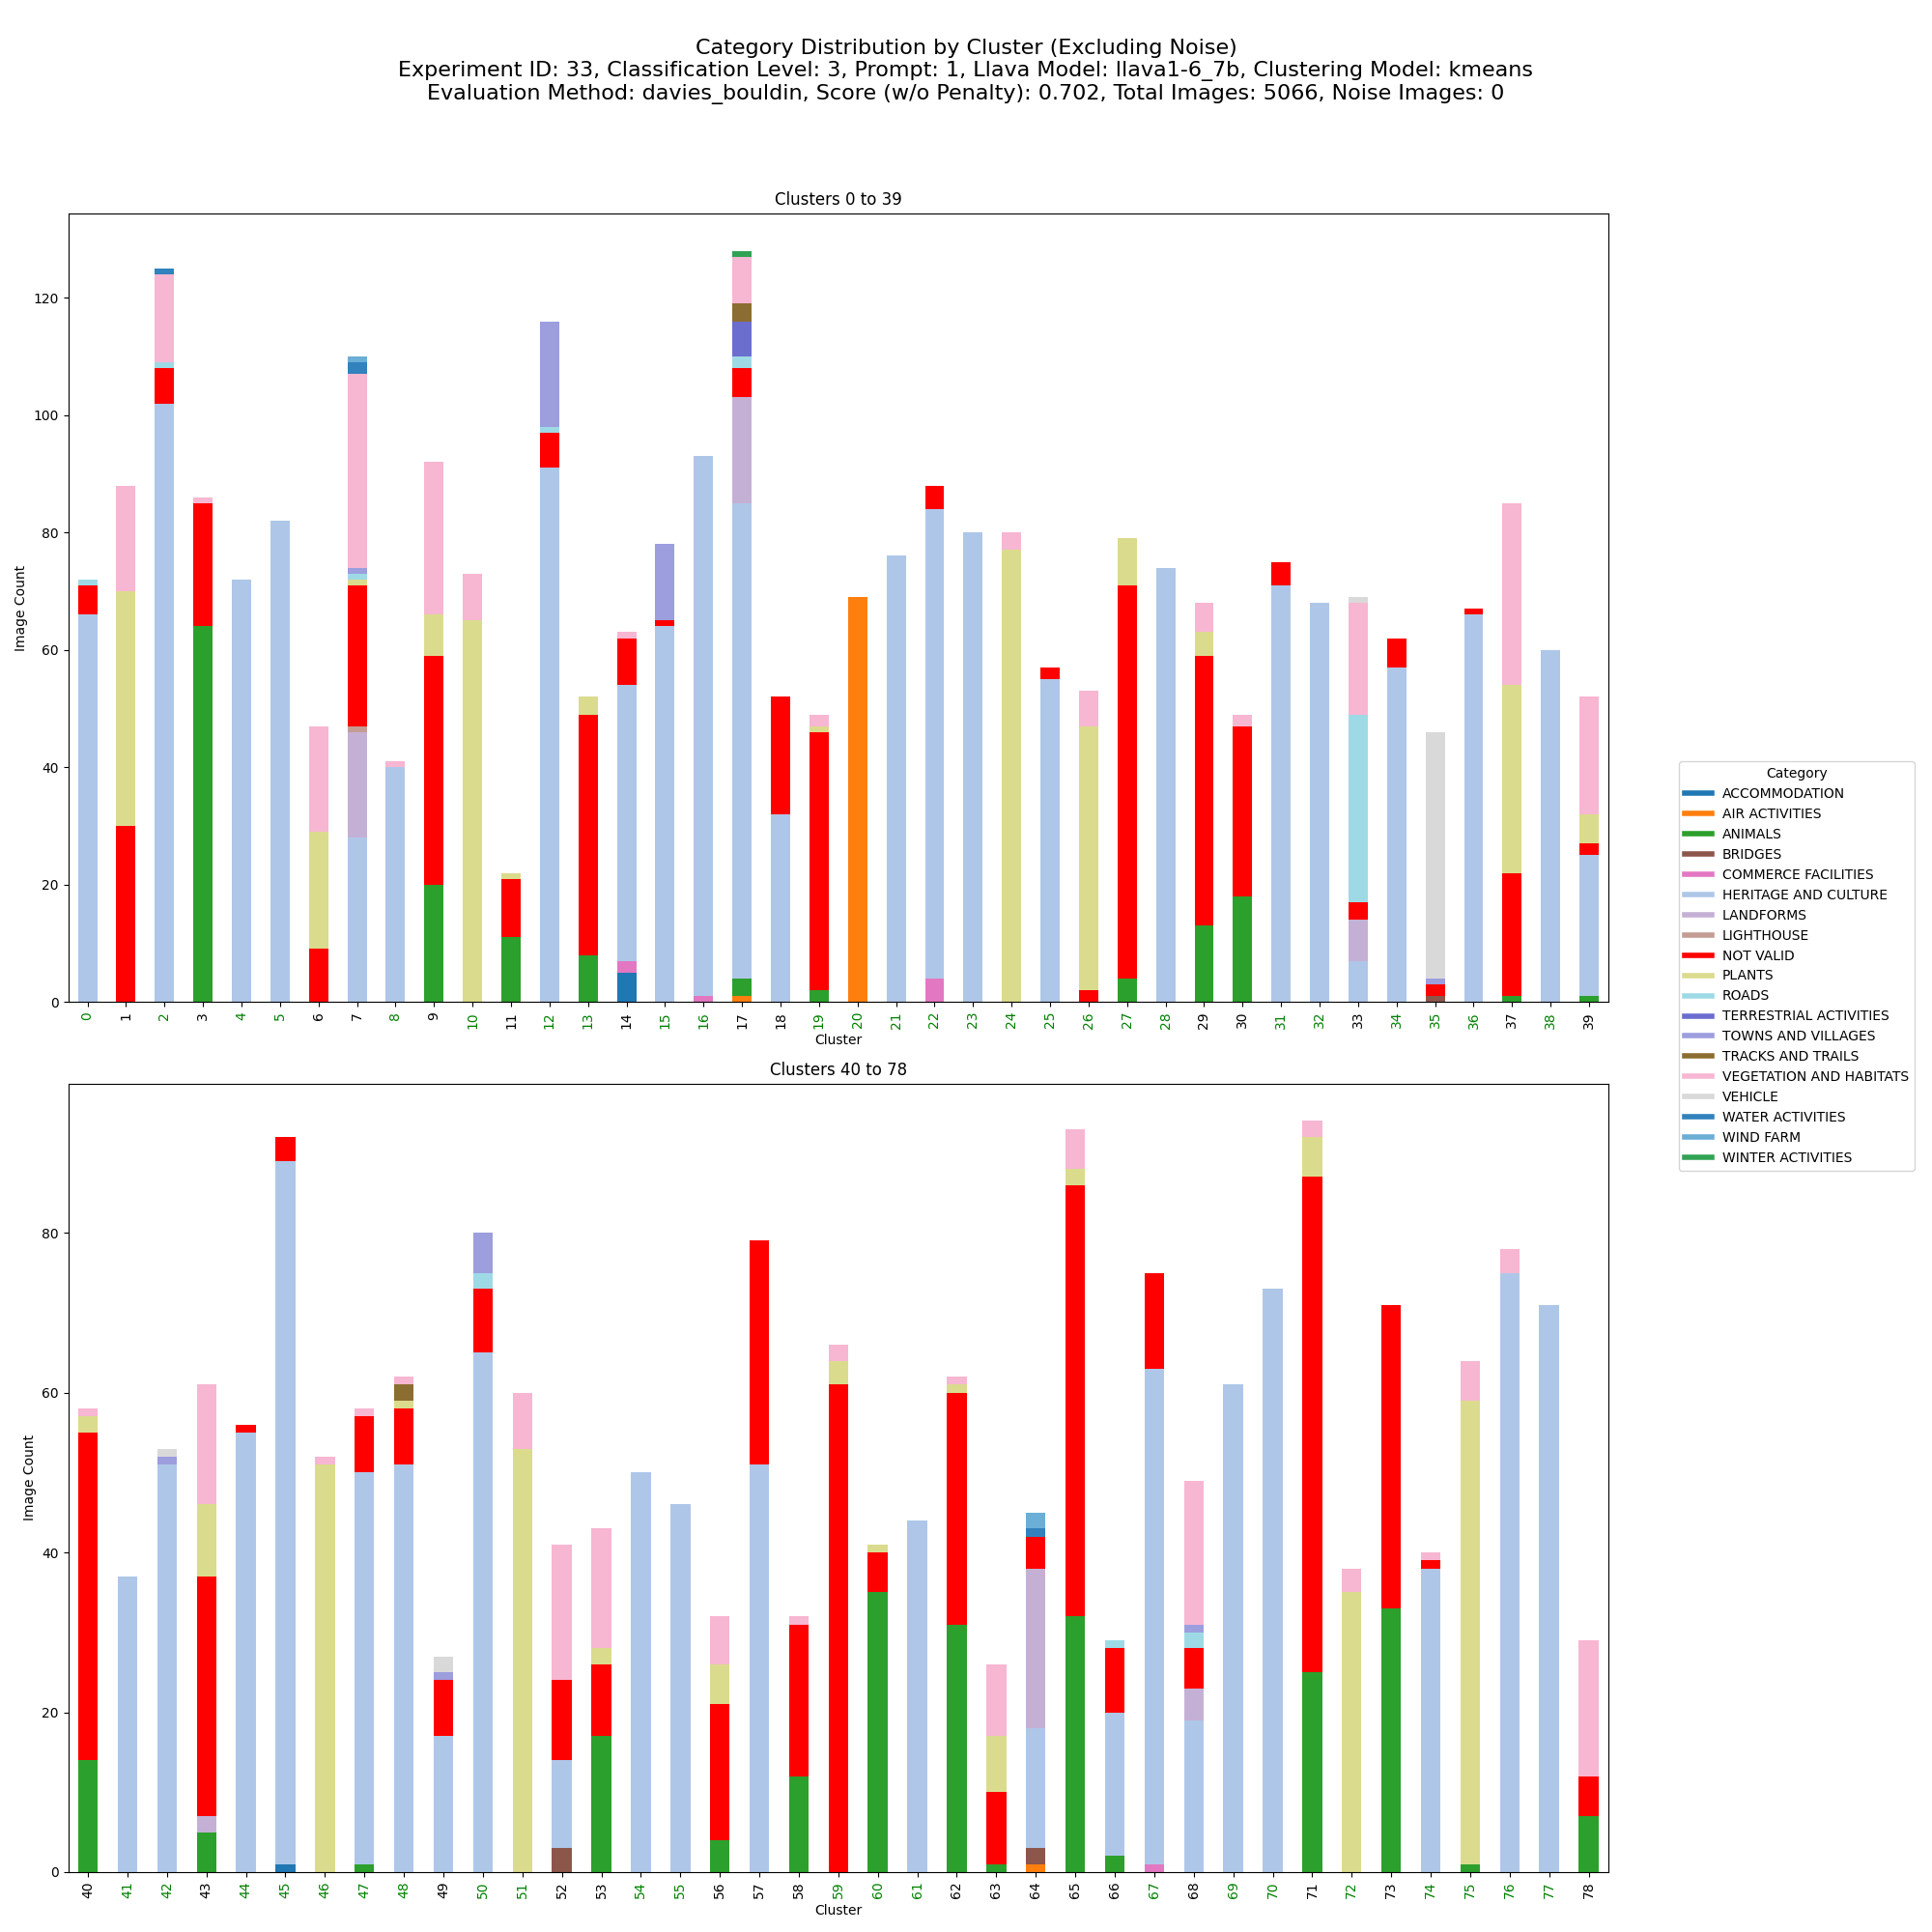 Category Distribution by Cluster (Excluding Noise)
Experiment ID: 33, Classification Level: 3, Prompt: 1, Llava Model: llava1-6_7b, Clustering Model: kmeans
Evaluation Method: davies_bouldin, Score (w/o Penalty): 0.702, Total Images: 5066, Noise Images: 0
Clusters 0 to 39
Image Count
120
100
80
60
40
20
0
0 1 2 3 4 5 6 7 8 9 10 11 12 13 14 15 16 17 18 19 20 21 22 23 24 25 26 27 28 29 30 31 32 33 34 35 36 37 38 39
Cluster
Clusters 40 to 78
Image Count
80
60
40
20
0
40 41 42 43 44 45 46 47 48 49 50 51 52 53 54 55 56 57 58 59 60 61 62 63 64 65 66 67 68 69 70 71 72 73 74 75 76 77 78
Cluster
Category
ACCOMMODATION
AIR ACTIVITIES
ANIMALS
BRIDGES
COMMERCE FACILITIES
HERITAGE AND CULTURE
LANDFORMS
LIGHTHOUSE
NOT VALID
PLANTS
ROADS
TERRESTRIAL ACTIVITIES
TOWNS AND VILLAGES
TRACKS AND TRAILS
VEGETATION AND HABITATS
VEHICLE
WATER ACTIVITIES
WIND FARM
WINTER ACTIVITIES